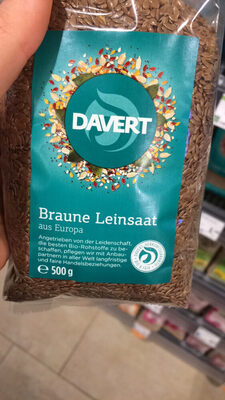 DAVERT
Braune Leinsaat
aus Europa
Angetrieben von der Leidenschaft,
die besten Bio-Rohstoffe zu be-
schaffen, pflegen wir mit Anbau-
partnern in aller Welt langfristige
und faire Handelsbeziehungen.
℮ 500 g